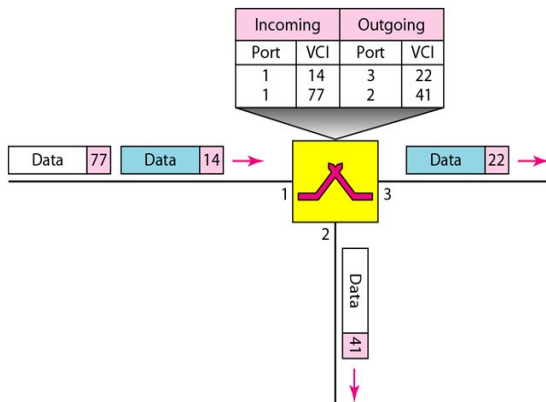 Incoming Outgoing
Port VCI Port VCI
1 14 3 22
1 77 2 41
Data 77 Data 14 Data 22
1 3
2
Data 41